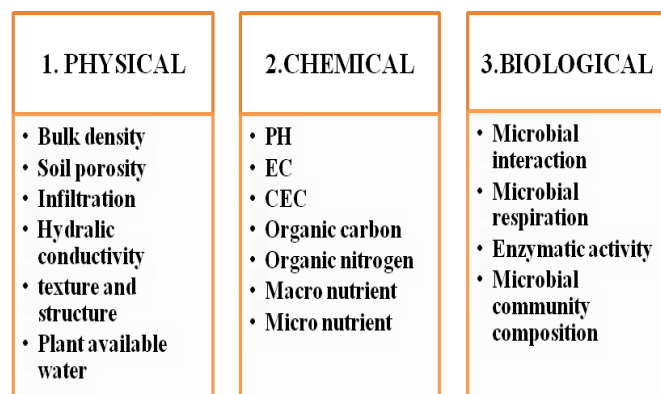 1. PHYSICAL
• Bulk density
• Soil porosity
• Infiltration
• Hydralic
conductivity
• texture and
structure
• Plant available
water
2.CHEMICAL
• PH
• EC
• CEC
• Organic carbon
• Organic nitrogen
• Macro nutrient
• Micro nutrient
3.BIOLOGICAL
• Microbial
interaction
• Microbial
respiration
• Enzymatic activity
• Microbial
community
composition